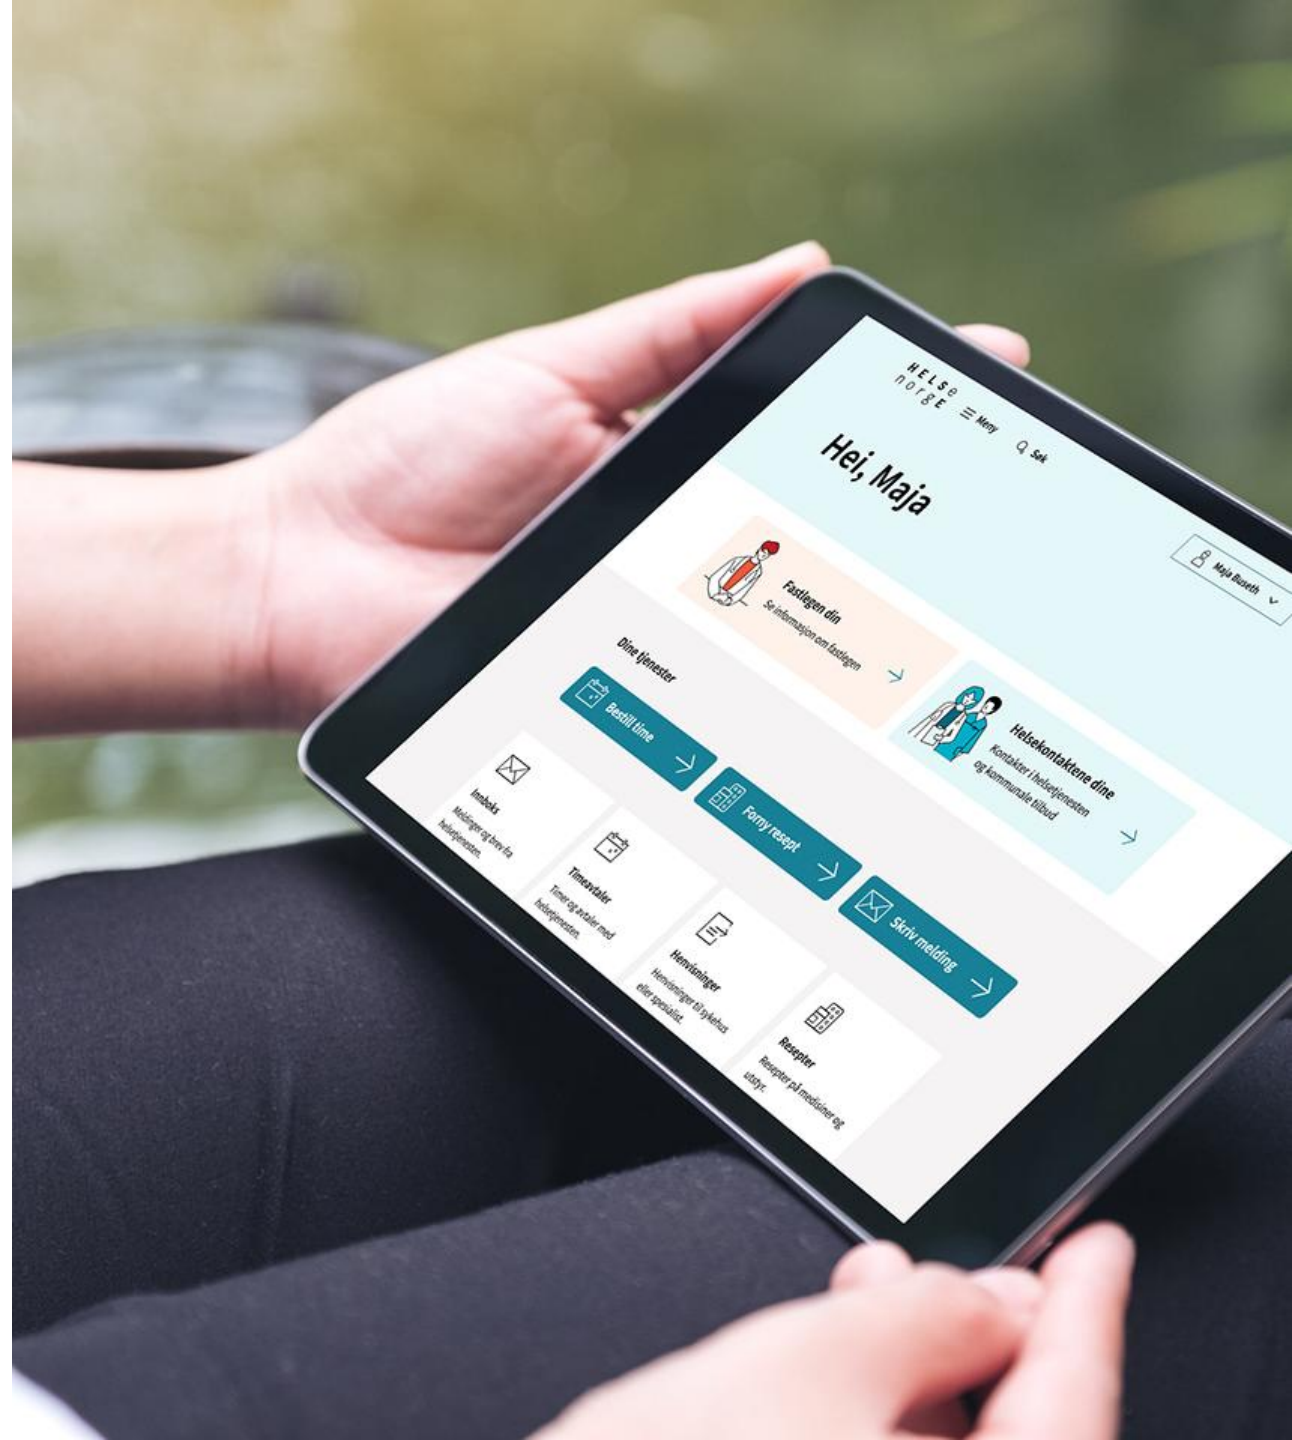 HELSe
norgE
Meny
Søk
Hei, Maja
Maja Buseth
Fastlegen din
Se informasjon om fastlegen
Helsekontaktene dine
Kontakter i helsetjenesten
og kommunale tilbud
Dine tjenester
Bestill time
Forny resept
Skriv melding
Innboks
Meldinger og brev fra
helsetjenesten.
Timeavtaler
Timer og avtaler med
helsetjenesten.
Henvisninger
Henvisninger til sykehus
eller spesialist.
Resepter
Resepter på medisiner og
utstyr.